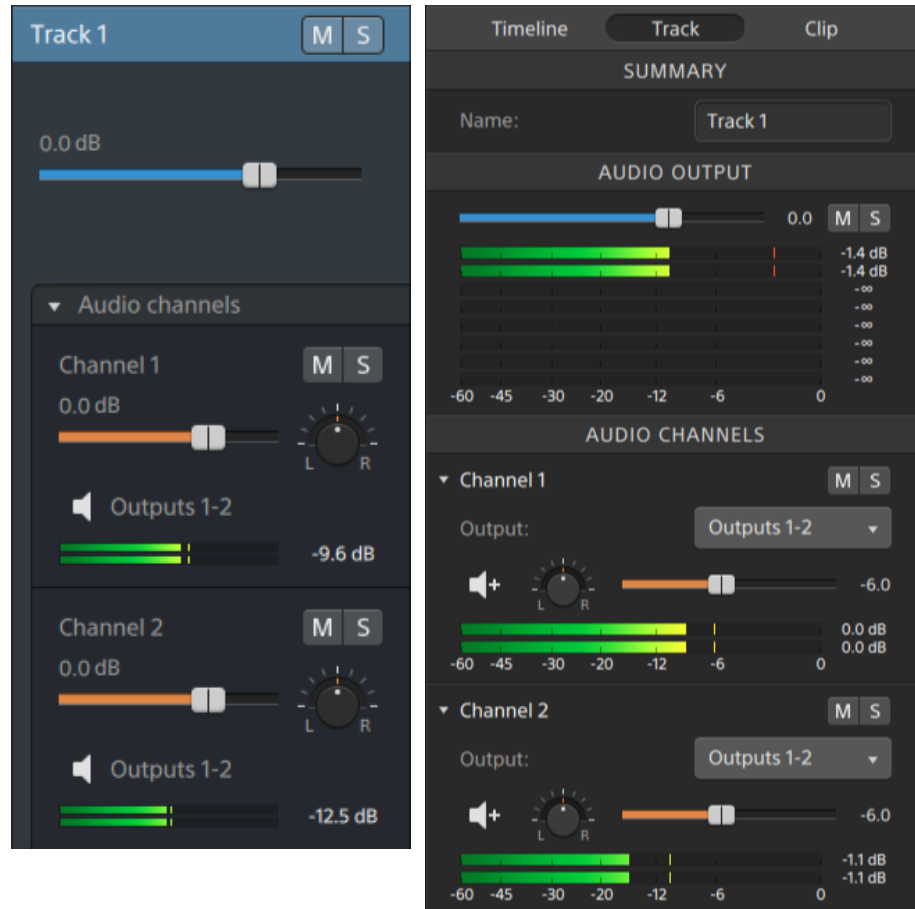 Track 1 M S
0.0 dB
Audio channels
Channel 1 M S
0.0 dB
L R
Outputs 1-2
-9.6 dB
Channel 2 M S
0.0 dB
L R
Outputs 1-2
-12.5 dB
Timeline Track Clip
SUMMARY
Name: Track 1
AUDIO OUTPUT
0.0 M S
-1.4 dB
-1.4 dB
-∞
-∞
-∞
-∞
-∞
-∞
-60 -45 -30 -20 -12 -6 0
AUDIO CHANNELS
Channel 1 M S
Output: Outputs 1-2
-6.0
L R
0.0 dB
0.0 dB
-60 -45 -30 -20 -12 -6 0
Channel 2 M S
Output: Outputs 1-2
-6.0
L R
-1.1 dB
-1.1 dB
-60 -45 -30 -20 -12 -6 0